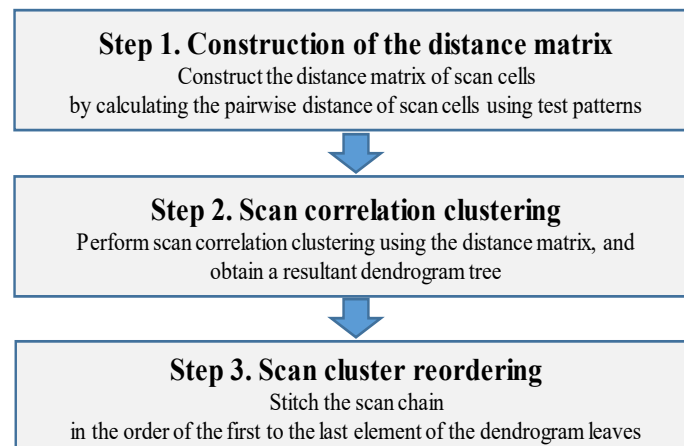 Step 1. Construction of the distance matrix
Construct the distance matrix of scan cells
by calculating the pairwise distance of scan cells using test patterns
Step 2. Scan correlation clustering
Perform scan correlation clustering using the distance matrix, and
obtain a resultant dendrogram tree
Step 3. Scan cluster reordering
Stitch the scan chain
in the order of the first to the last element of the dendrogram leaves